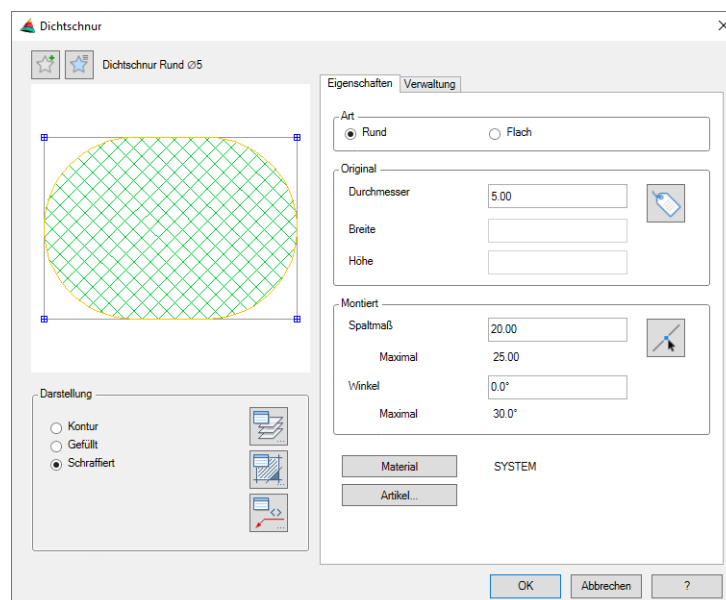 Dichtschnur
Dichtschnur Rund ∅5
Eigenschaften
Verwaltung
Art
Rund
Flach
Original
Durchmesser
5.00
Breite
Höhe
Montiert
Spaltmaß
20.00
Maximal
25.00
Winkel
0.0°
Maximal
30.0°
Darstellung
Kontur
Gefüllt
Schraffiert
Material
SYSTEM
Artikel...
OK
Abbrechen
?